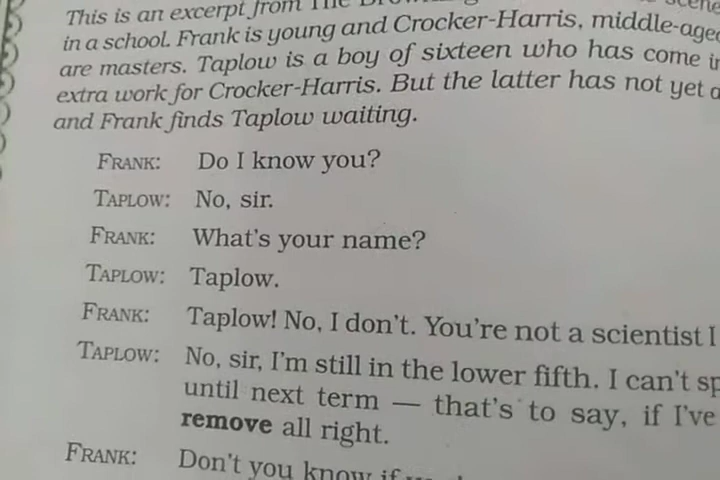 This is an excerpt from The
in a school. Frank is young and Crocker-Harris, middle-aged
are masters. Taplow is a boy of sixteen who has come in
extra work for Crocker-Harris. But the latter has not yet
and Frank finds Taplow waiting.
FRANK: Do I know you?
TAPLOW: No, sir.
FRANK: What's your name?
TAPLOW: Taplow.
FRANK: Taplow! No, I don't. You're not a scientist I
TAPLOW: No, sir, I'm still in the lower fifth. I can't sp
until next term — that's to say, if I've
remove all right.
FRANK: Don't you know if